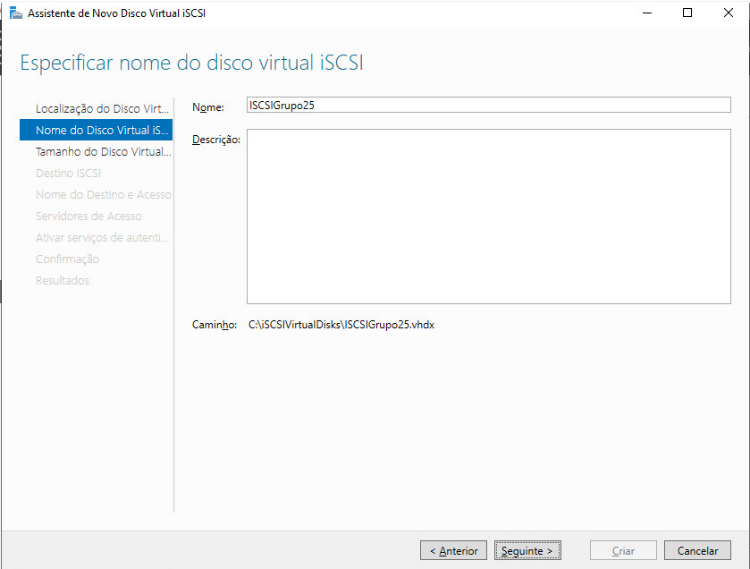 Assistente de Novo Disco Virtual iSCSI
Especificar nome do disco virtual iSCSI
Localização do Disco Virt...
Nome do Disco Virtual iS...
Tamanho do Disco Virtual...
Destino iSCSI
Nome do Destino e Acesso
Servidores de Acesso
Ativar serviços de autenti...
Confirmação
Resultados
Nome: ISCSIGrupo25
Descrição:
Caminho: C:\iSCSIVirtualDisks\ISCSIGrupo25.vhdx
< Anterior Seguinte > Criar Cancelar